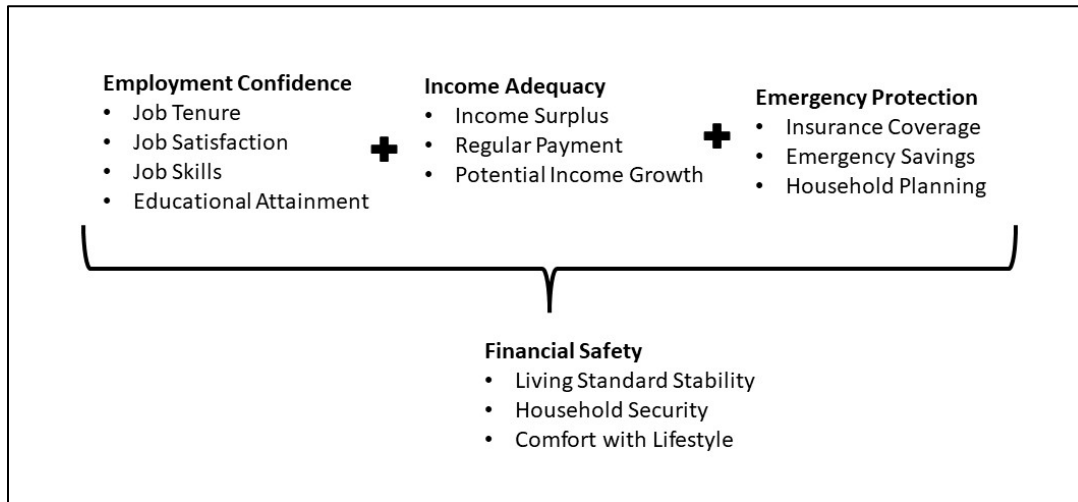 Employment Confidence
• Job Tenure
• Job Satisfaction
• Job Skills
• Educational Attainment
Income Adequacy
• Income Surplus
• Regular Payment
• Potential Income Growth
Emergency Protection
• Insurance Coverage
• Emergency Savings
• Household Planning
Financial Safety
• Living Standard Stability
• Household Security
• Comfort with Lifestyle